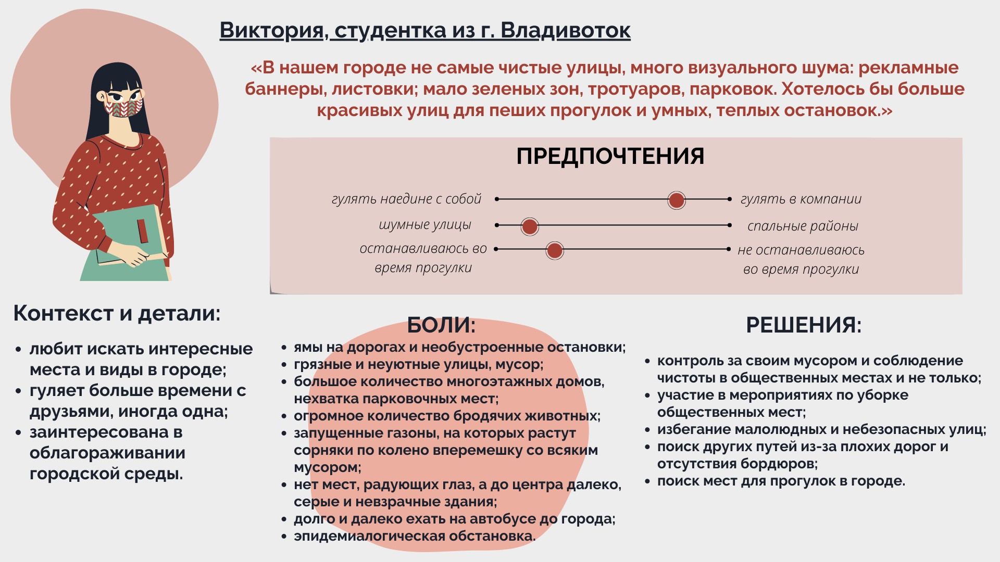 Виктория, студентка из г. Владивоток
«В нашем городе не самые чистые улицы, много визуального шума: рекламные
баннеры, листовки; мало зеленых зон, тротуаров, парковок. Хотелось бы больше
красивых улиц для пеших прогулок и умных, теплых остановок.»
ПРЕДПОЧТЕНИЯ
гулять наедине с собой
гулять в компании
шумные улицы
спальные районы
останавливаюсь во
время прогулки
не останавливаюсь
во время прогулки
Контекст и детали:
• любит искать интересные
места и виды в городе;
• гуляет больше времени с
друзьями, иногда одна;
• заинтересована в
облагораживании
городской среды.
БОЛИ:
• ямы на дорогах и необустроенные остановки;
• грязные и неуютные улицы, мусор;
• большое количество многоэтажных домов,
нехватка парковочных мест;
• огромное количество бродячих животных;
• запущенные газоны, на которых растут
сорняки по колено вперемешку со всяким
мусором;
• нет мест, радующих глаз, а до центра далеко,
серые и невзрачные здания;
• долго и далеко ехать на автобусе до города;
• эпидемиалогическая обстановка.
РЕШЕНИЯ:
• контроль за своим мусором и соблюдение
чистоты в общественных местах и не только;
• участие в мероприятиях по уборке
общественных мест;
• избегание малолюдных и небезопасных улиц;
• поиск других путей из-за плохих дорог и
отсутствия бордюров;
• поиск мест для прогулок в городе.